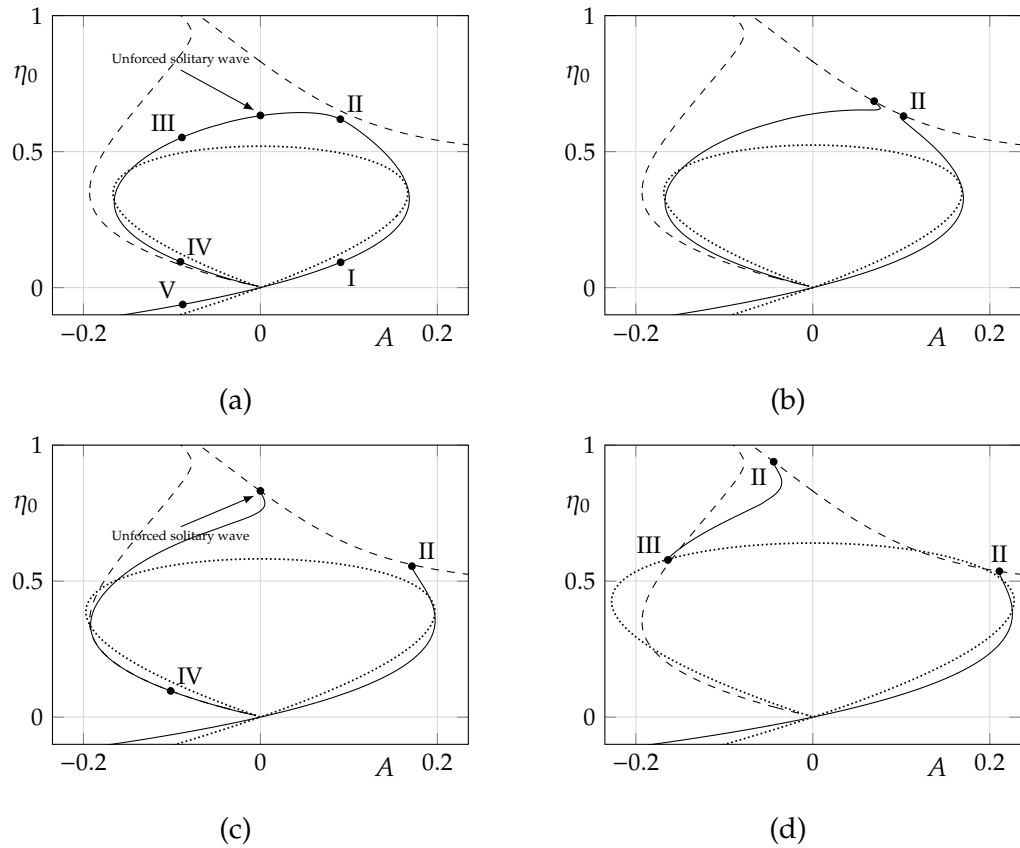 1
η0
Unforced solitary wave
II
III
0.5
IV
I
V
0
−0.2
0
A
0.2
(a)
1
η0
II
0.5
0
−0.2
0
A
0.2
(b)
1
η0
Unforced solitary wave
II
0.5
IV
0
−0.2
0
A
0.2
(c)
1
η0
II
III
II
0.5
0
−0.2
0
A
0.2
(d)